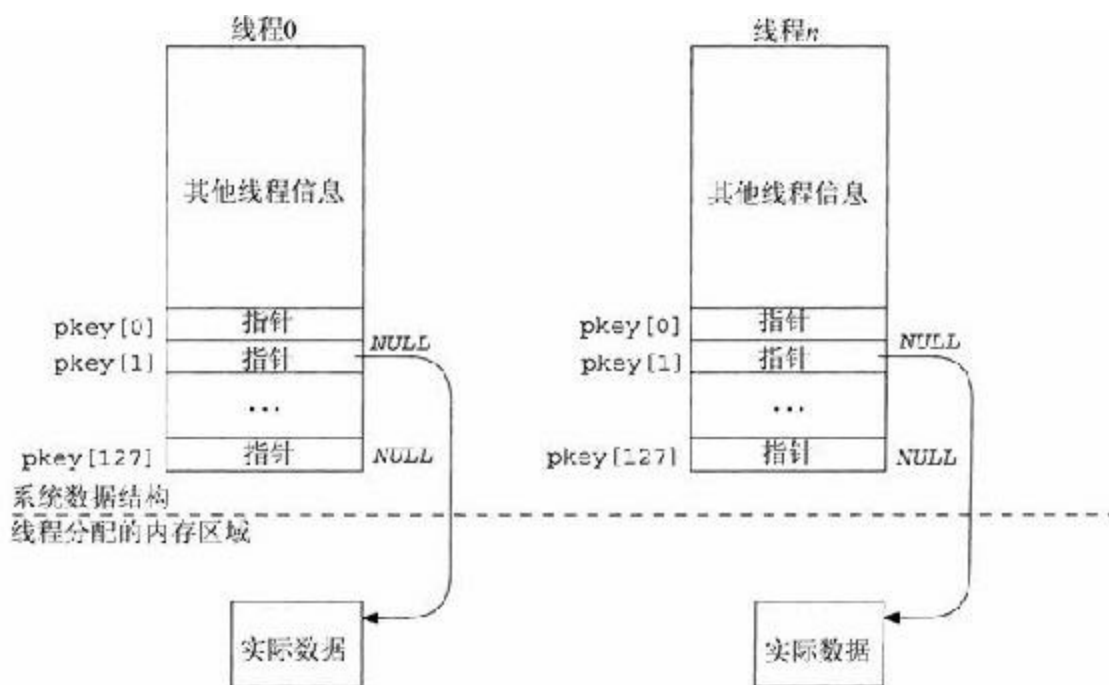 线程0
线程n
其他线程信息
其他线程信息
pkey[0] 指针
pkey[0] 指针
NULL
NULL
pkey[1] 指针
pkey[1] 指针
...
...
pkey[127] 指针 NULL
pkey[127] 指针 NULL
系统数据结构
线程分配的内存区域
实际数据
实际数据